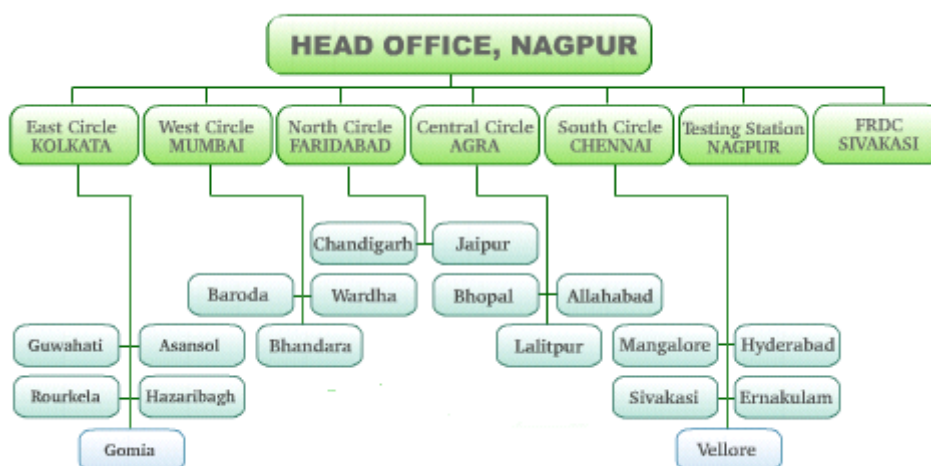 HEAD OFFICE, NAGPUR
East Circle
KOLKATA
West Circle
MUMBAI
North Circle
FARIDABAD
Central Circle
AGRA
South Circle
CHENNAI
Testing Station
NAGPUR
FRDC
SIVAKASI
Chandigarh
Jaipur
Baroda
Wardha
Bhopal
Allahabad
Guwahati
Asansol
Bhandara
Lalitpur
Mangalore
Hyderabad
Rourkela
Hazaribagh
Sivakasi
Ernakulam
Gomia
Vellore